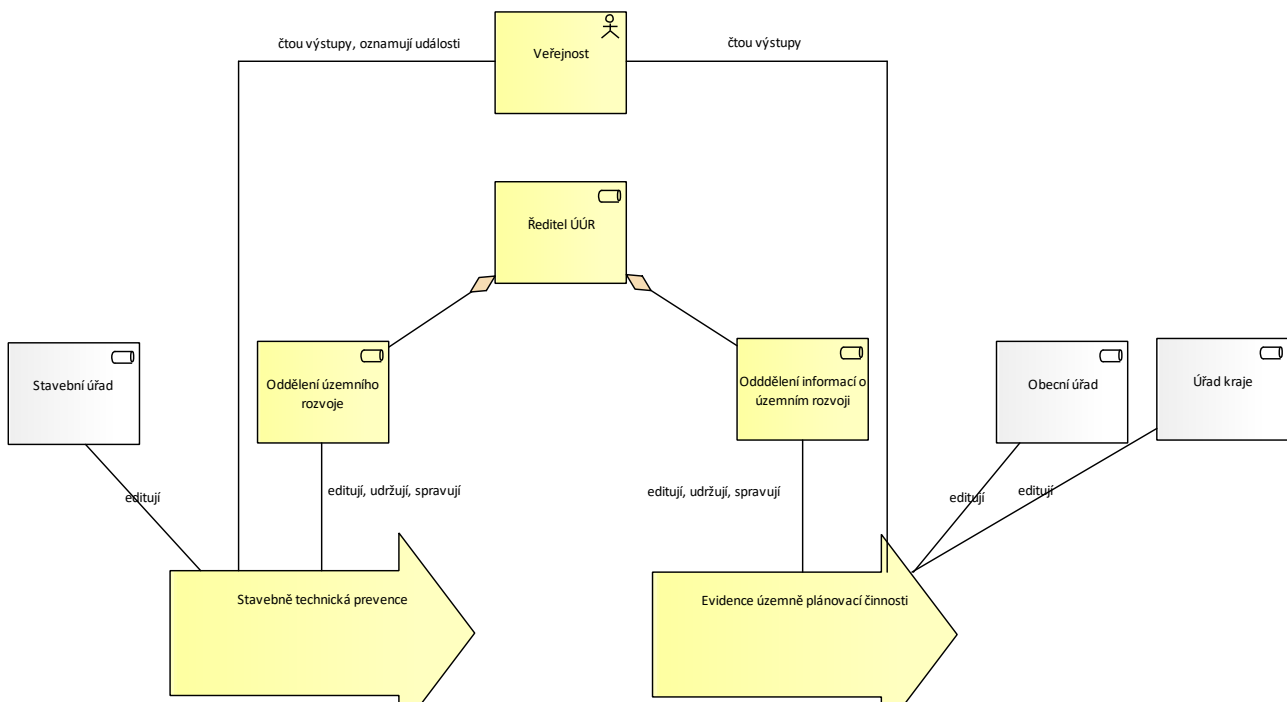 čtou výstupy, oznamují události
Veřejnost
čtou výstupy
Ředitel ÚÚR
Stavební úřad
Oddělení územního
rozvoje
Odddělení informací o
územním rozvoji
Obecní úřad
Úřad kraje
editují
editují, udržují, spravují
editují, udržují, spravují
editují
editují
Stavebně technická prevence
Evidence územně plánovací činnosti